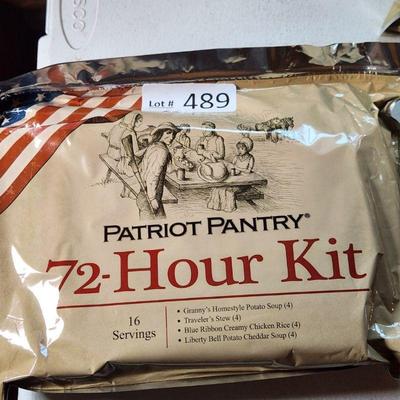 Lot # 489
PATRIOT PANTRY®
72-Hour Kit
16
Servings
• Granny's Homestyle Potato Soup (4)
• Traveler's Stew (4)
• Blue Ribbon Creamy Chicken Rice (4)
• Liberty Bell Potato Cheddar Soup (4)